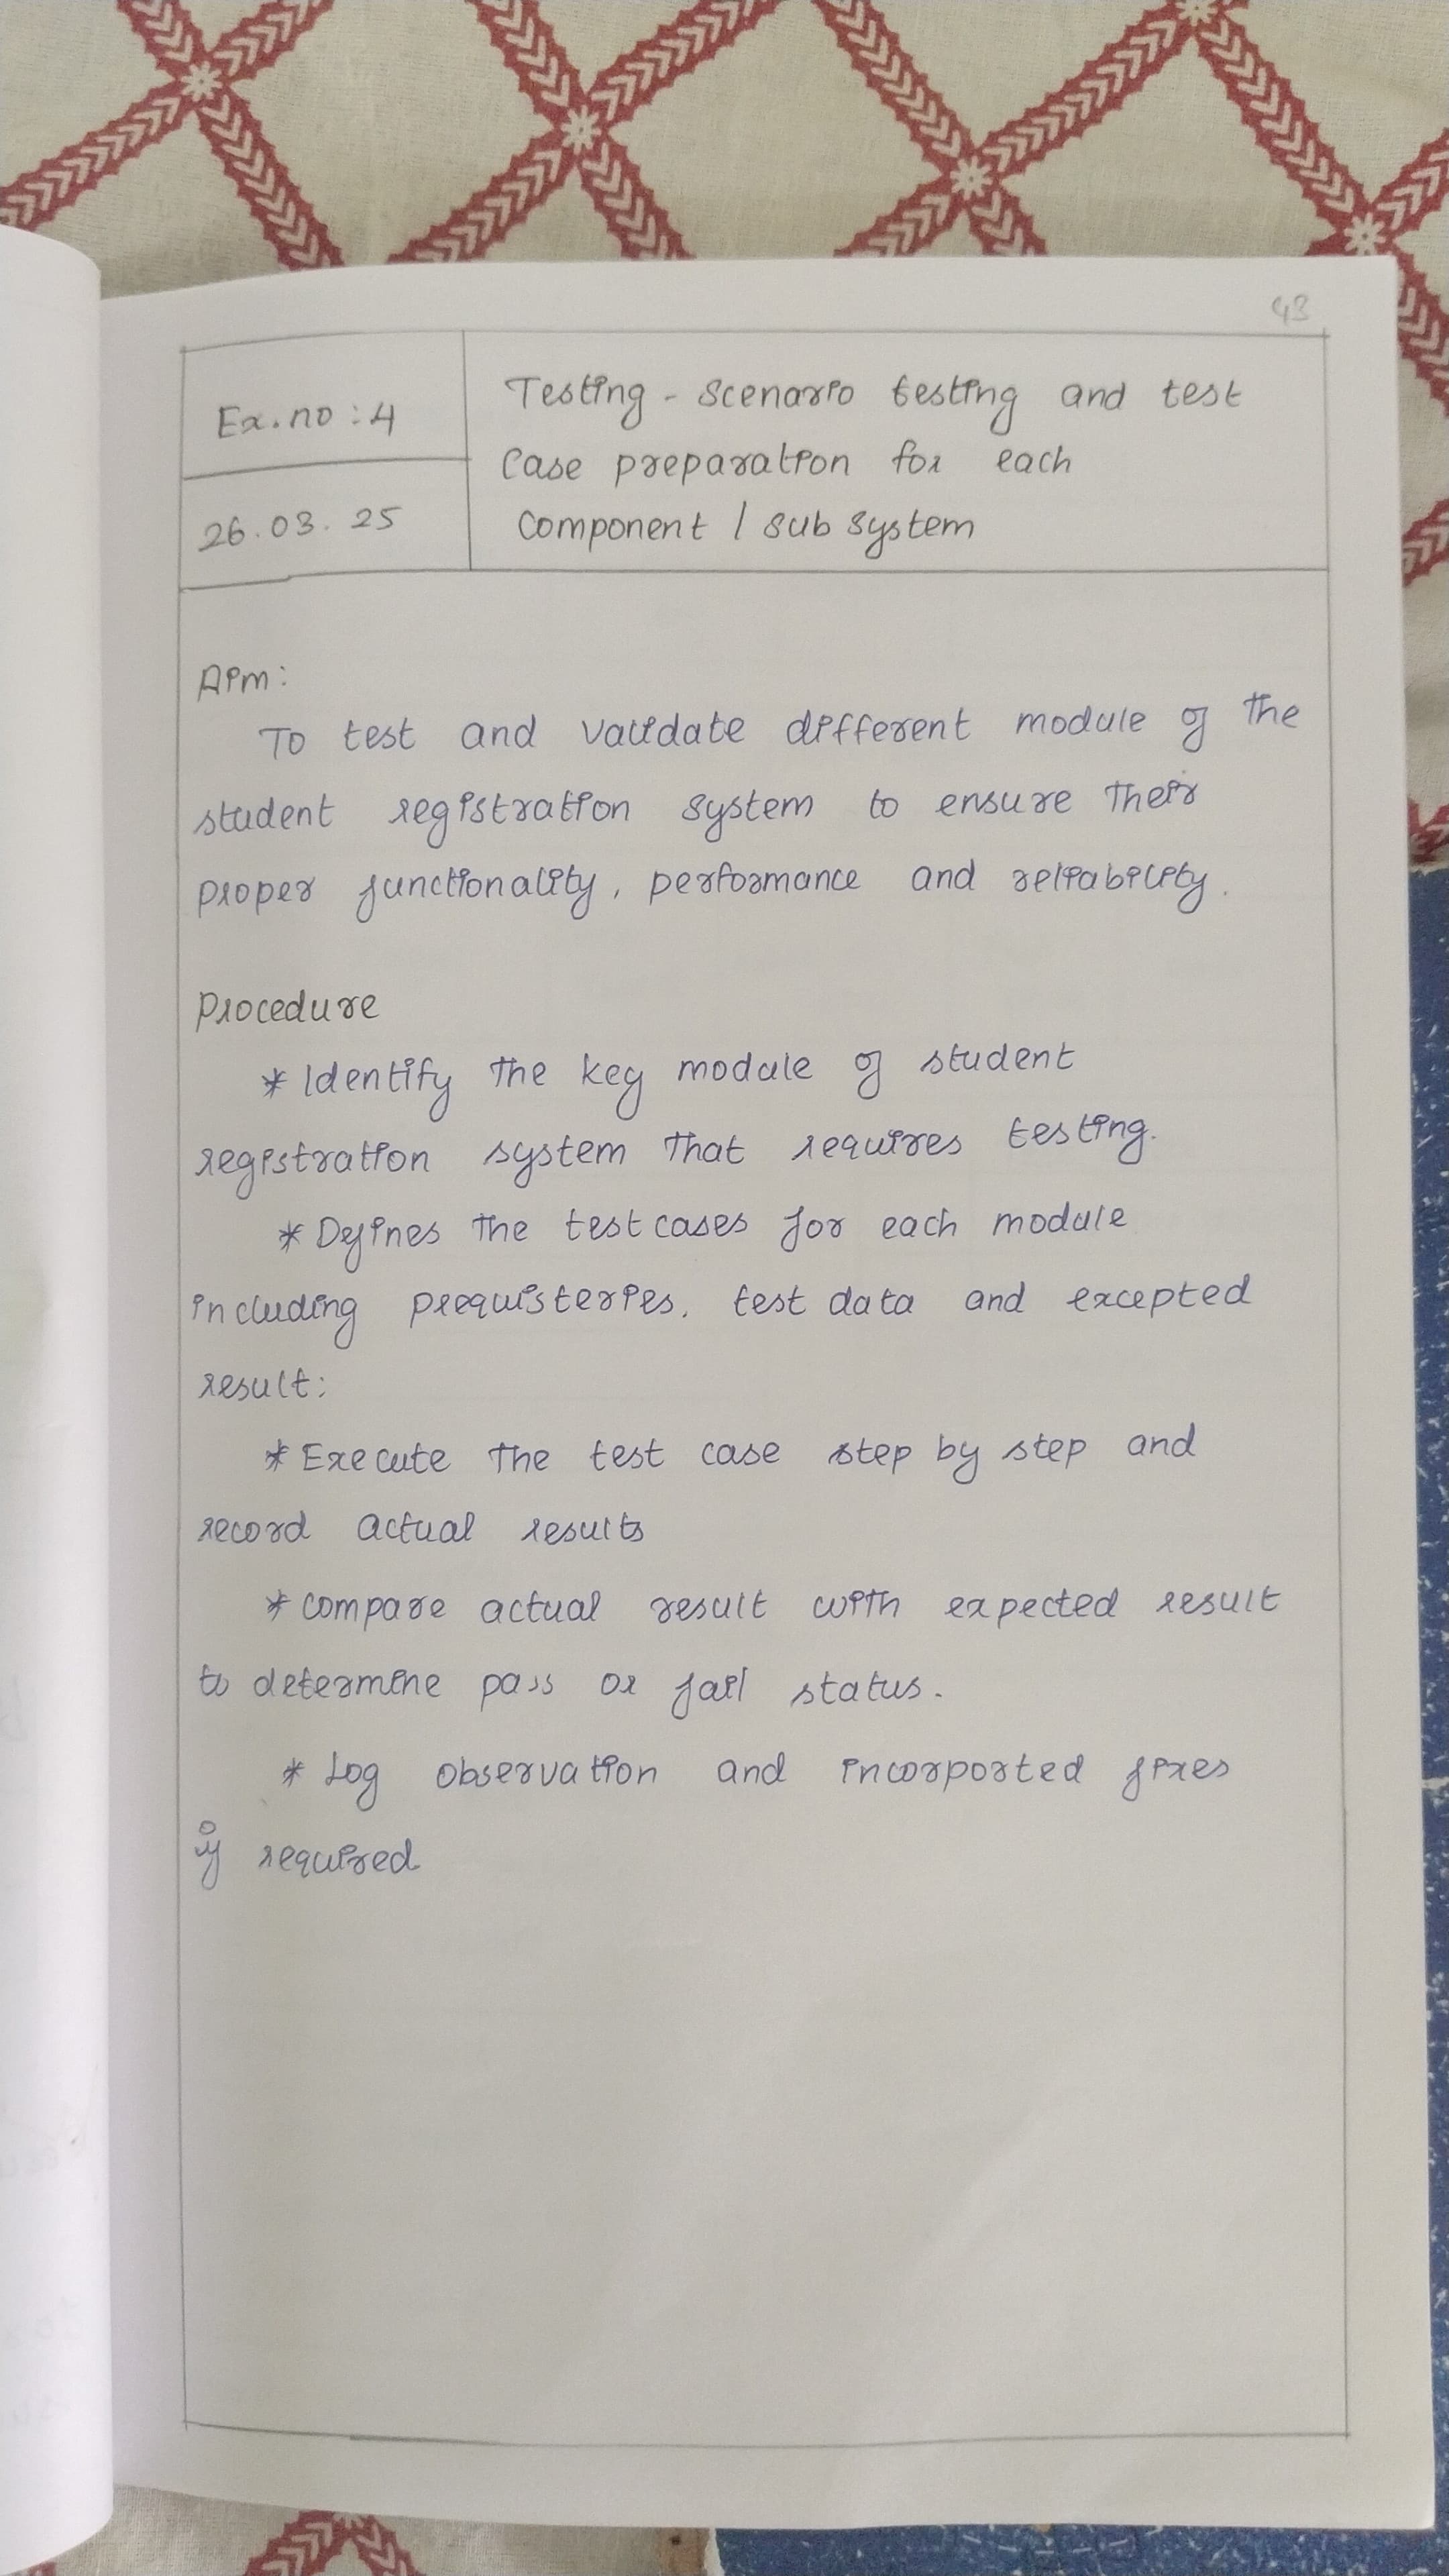 43
Ex.no : 4
26.03.25
Testing - Scenario testing and test
Case preparation for each
Component / Sub System
Aim:
To test and validate different module of the
student registration system to ensure their
proper functionality, performance and reliability.
Procedure
* Identify the key module of student
registration system that requires testing.
* Defines the test cases for each module
including preequisteries, test data and excepted
result:
* Execute the test case step by step and
record actual results
* compare actual result with expected result
to determine pass or fail status.
* Log observation and incorported fixes
if required